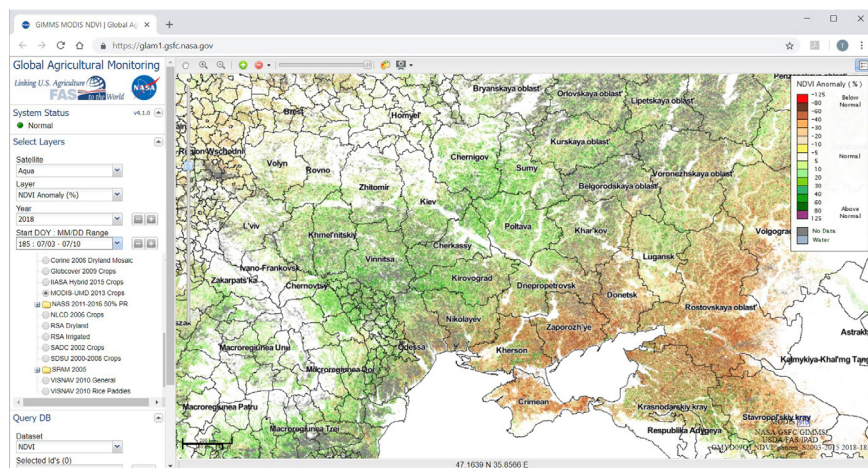 GIMMS MODIS NDVI | Global Ag
https://glam1.gsfc.nasa.gov
Global Agricultural Monitoring
Linking U.S. Agriculture
FAS to the World
NASA
System Status v4.1.0
Normal
Select Layers
Satellite
Aqua
Layer
NDVI Anomaly (%)
Year
2018
Start DOY : MM/DD Range
185 : 07/03 - 07/10
Corine 2006 Dryland Mosaic
Globcover 2009 Crops
IIASA Hybrid 2015 Crops
MODIS-UMD 2013 Crops
NASS 2011-2016 50% PR
NLCD 2006 Crops
RSA Dryland
RSA Irrigated
SADC 2002 Crops
SDSU 2000-2008 Crops
SPAM 2005
VISNAV 2010 General
VISNAV 2010 Rice Paddies
Query DB
Dataset
NDVI
Selected Id's (0)
Bryanskaya oblast'
Orlovskaya oblast'
Lipetskaya oblast'
Brest
Homyel'
Kurskaya oblast'
Region Wschodni
Volyn
Rovno
Chernigov
Sumy
Voronezhskaya oblast'
Zhitomir
Belgorodskaya oblast'
Kiev
L'viv
Poltava
Khar'kov
Volgograd
Khmel'nitskiy
Cherkassy
Lugansk
Vinnitsa
Ivano-Frankovsk
Kirovograd
Zakarpats'ka
Chernovtsy
Dnepropetrovsk
Donetsk
Rostovskaya oblast'
Nikolayev
Zaporozh'ye
Astrakh
Macroregiunea Unu
Odessa
Kherson
Kalmykiya-Khal'mg Tang
Macroregiunea Doi
Crimean
Macroregiunea Patru
Krasnodarskiy kray
Stavropol'skiy kray
Macroregiunea Trei
Respublika Adygeya
NDVI Anomaly (%)
-125 Below
-80 Normal
-60
-40
-30
-20
-10
-5 Normal
5
10
20
30
40
60 Above
80 Normal
125
No Data
Water
NASA GSFC GIMMS
USDA FAS IPAD
47.1639 N 35.8566 E